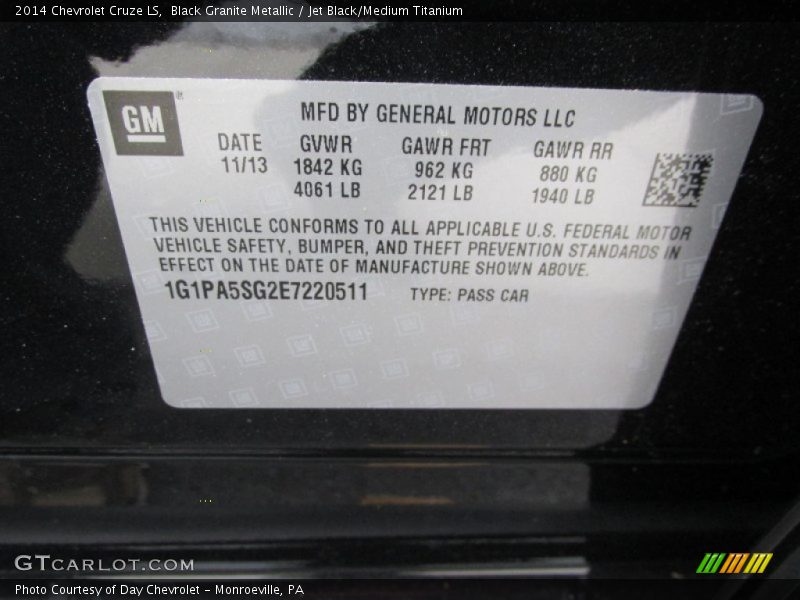 2014 Chevrolet Cruze LS, Black Granite Metallic / Jet Black/Medium Titanium
GM®
MFD BY GENERAL MOTORS LLC
DATE GVWR GAWR FRT GAWR RR
11/13 1842 KG 962 KG 880 KG
4061 LB 2121 LB 1940 LB
THIS VEHICLE CONFORMS TO ALL APPLICABLE U.S. FEDERAL MOTOR
VEHICLE SAFETY, BUMPER, AND THEFT PREVENTION STANDARDS IN
EFFECT ON THE DATE OF MANUFACTURE SHOWN ABOVE.
1G1PA5SG2E7220511 TYPE: PASS CAR
GTCARLOT.COM
Photo Courtesy of Day Chevrolet - Monroeville, PA